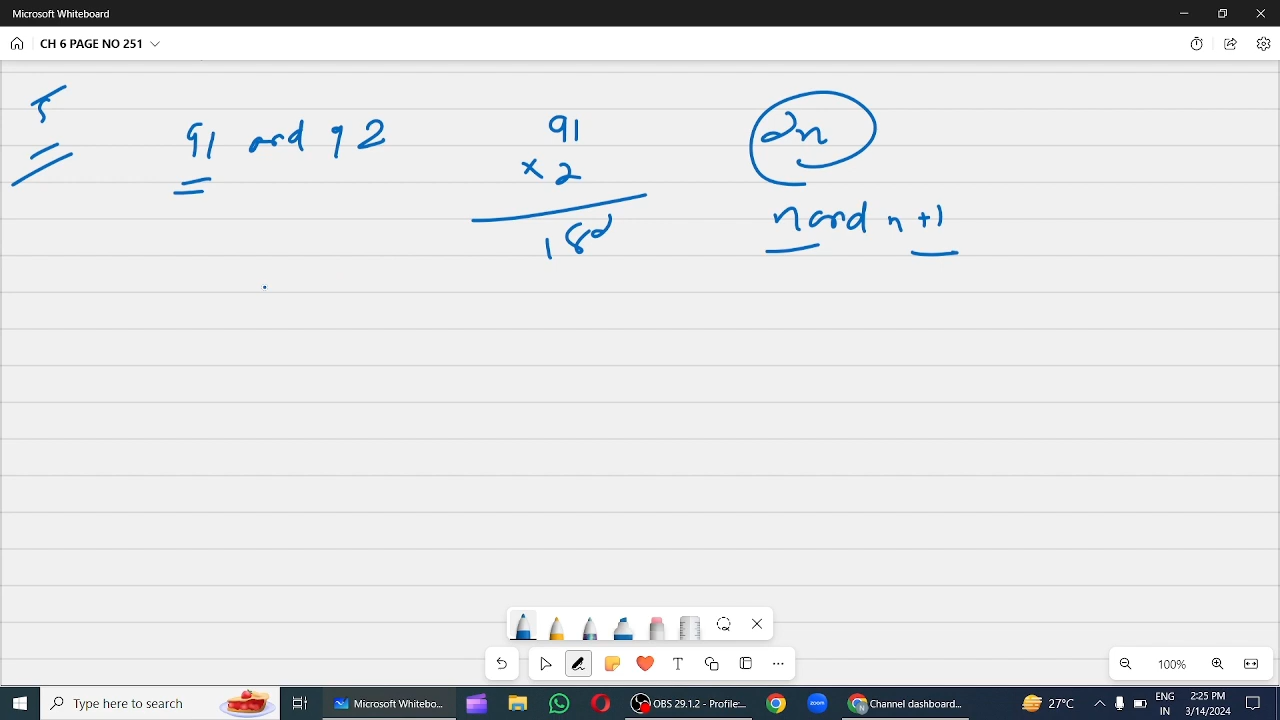 Microsoft Whiteboard
CH 6 PAGE NO 251
5
91 and 92
91
× 2
182
2n
n and n +1
100%
Type here to search
Microsoft Whitebo...
OBS 29.1.2 - Profile...
zoom
Channel dashboard...
27°C
ENG
IN
2:25 PM
3/14/2024